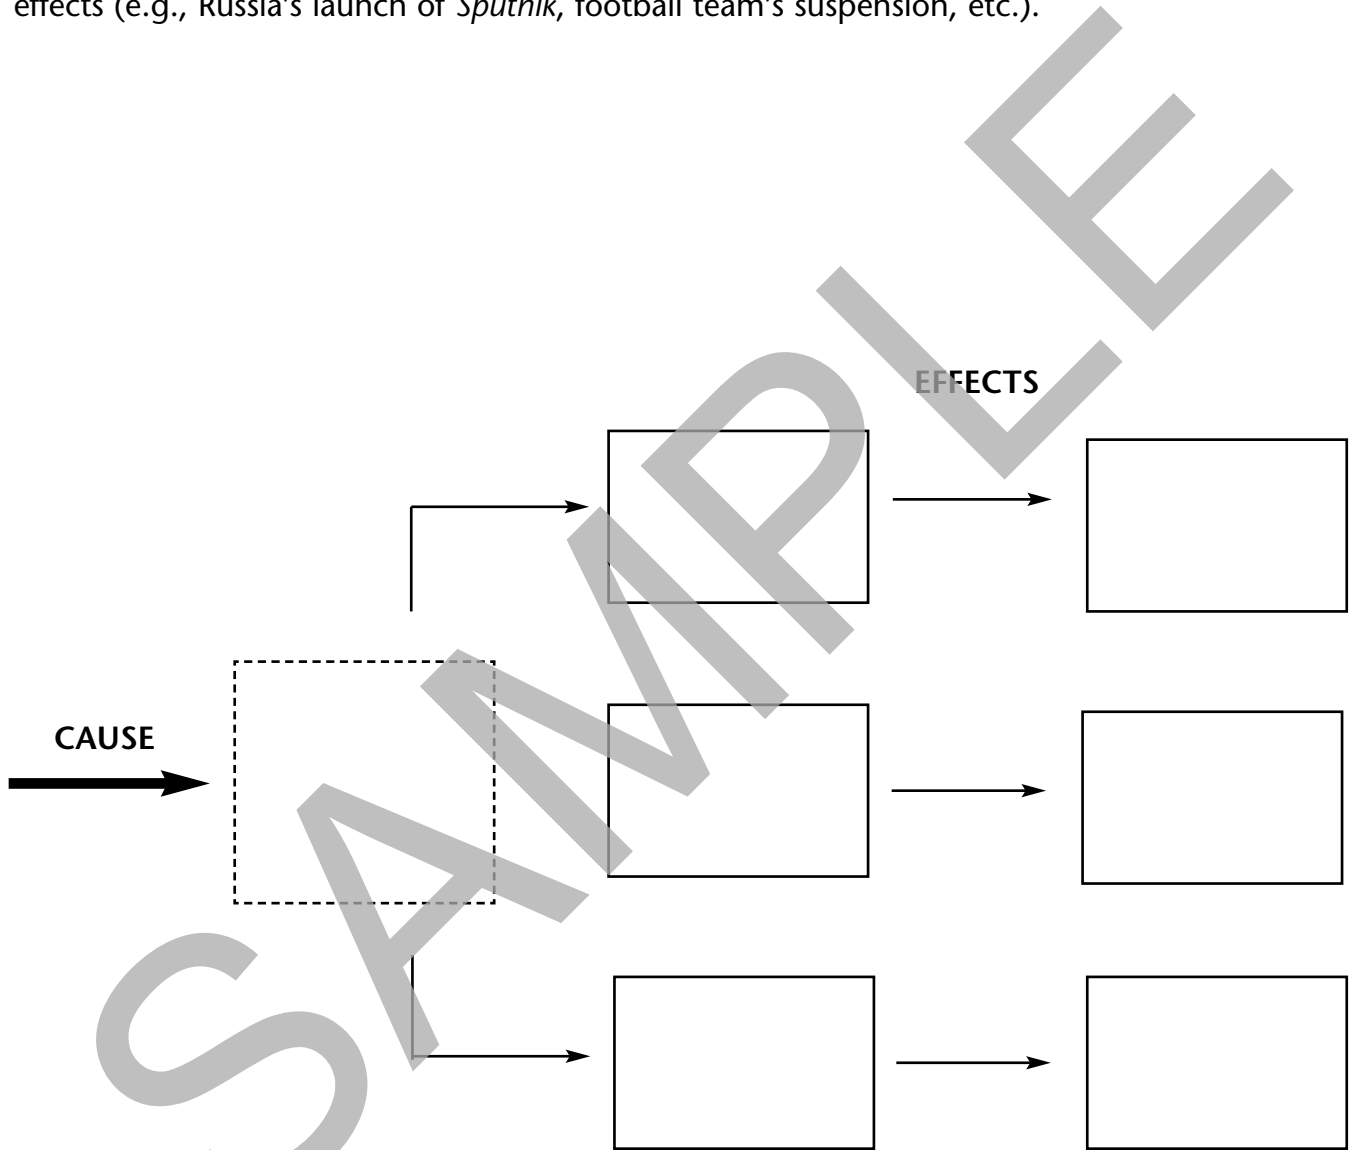 effects (e.g., Russia's launch of Sputnik, football team's suspension, etc.).
EFFECTS
CAUSE
SAMPLE